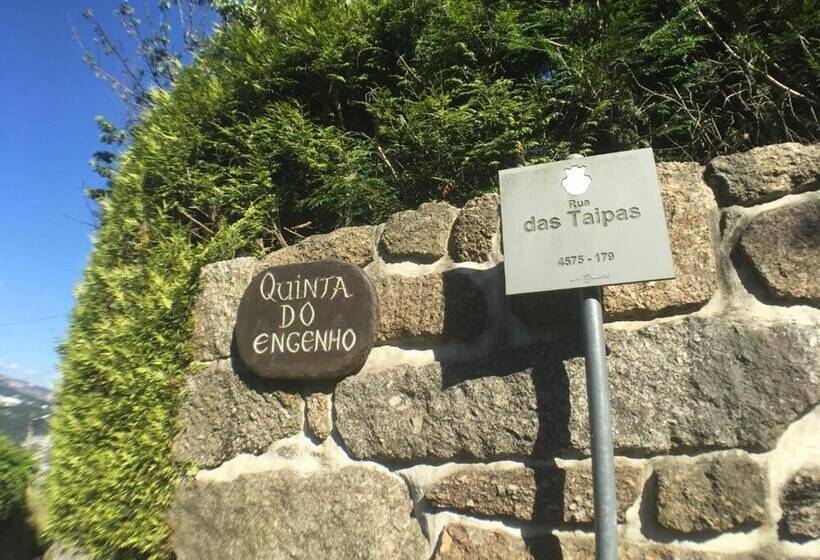 QUINTA
DO
ENGENHO
Rua
das Taipas
4575 - 179